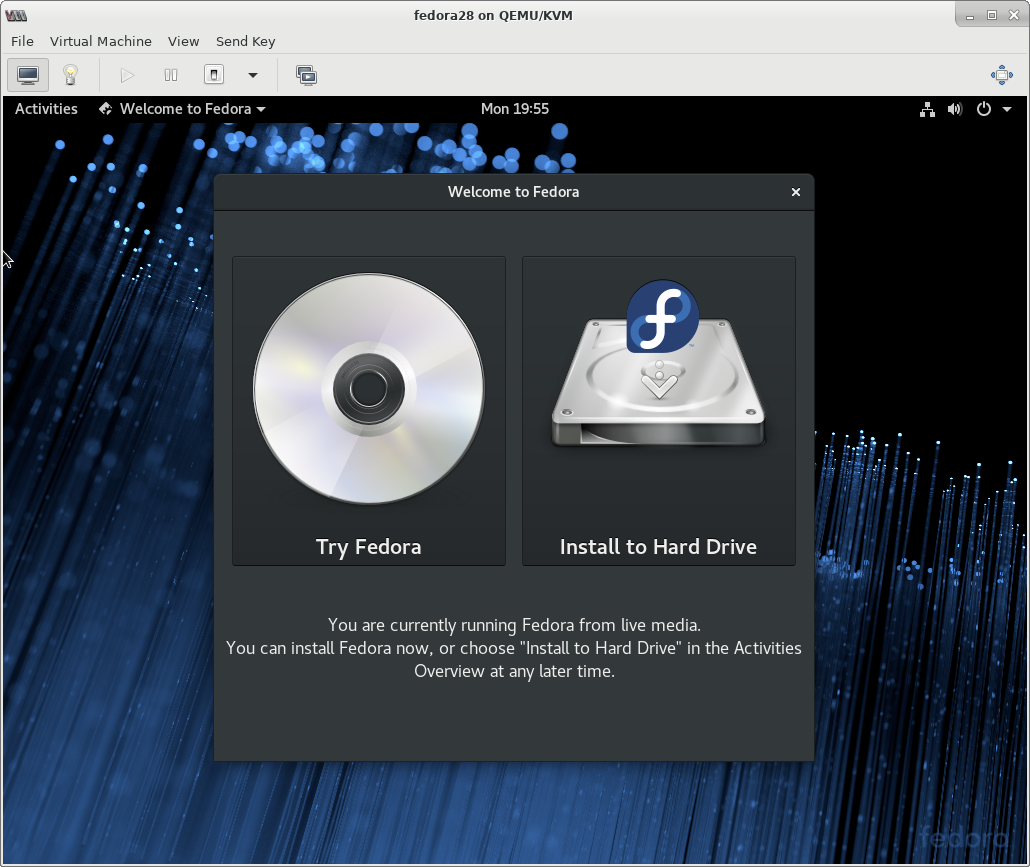 fedora28 on QEMU/KVM
File Virtual Machine View Send Key
Activities Welcome to Fedora Mon 19:55
Welcome to Fedora
Try Fedora Install to Hard Drive
You are currently running Fedora from live media.
You can install Fedora now, or choose "Install to Hard Drive" in the Activities
Overview at any later time.
fedora